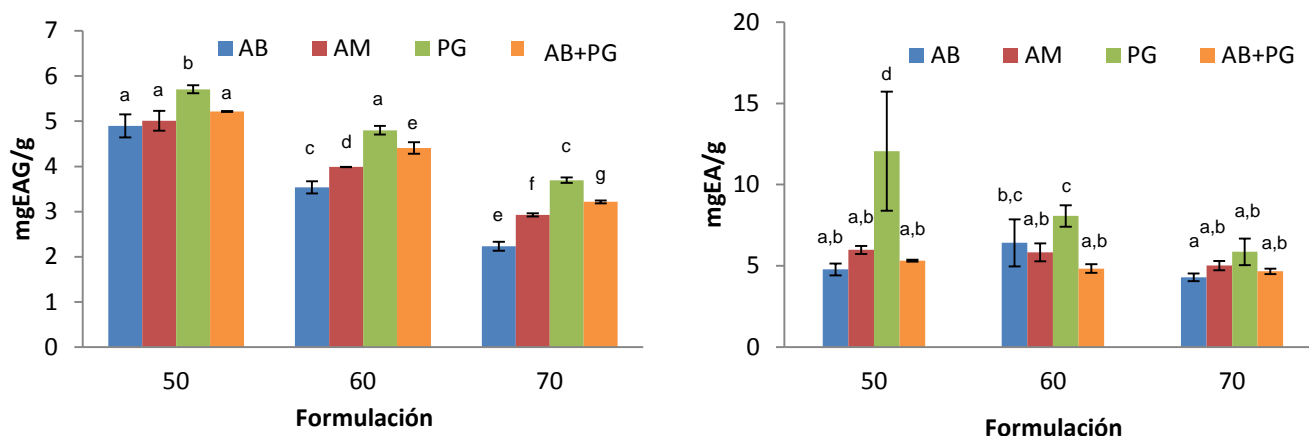 7
6
5
4
3
2
1
0
mgEAG/g
AB AM PG AB+PG
a a b a
c d a e
e f c g
50 60 70
Formulación
20
15
10
5
0
mgEA/g
AB AM PG AB+PG
a,b a,b d a,b
b,c a,b c a,b
a a,b a,b a,b
50 60 70
Formulación